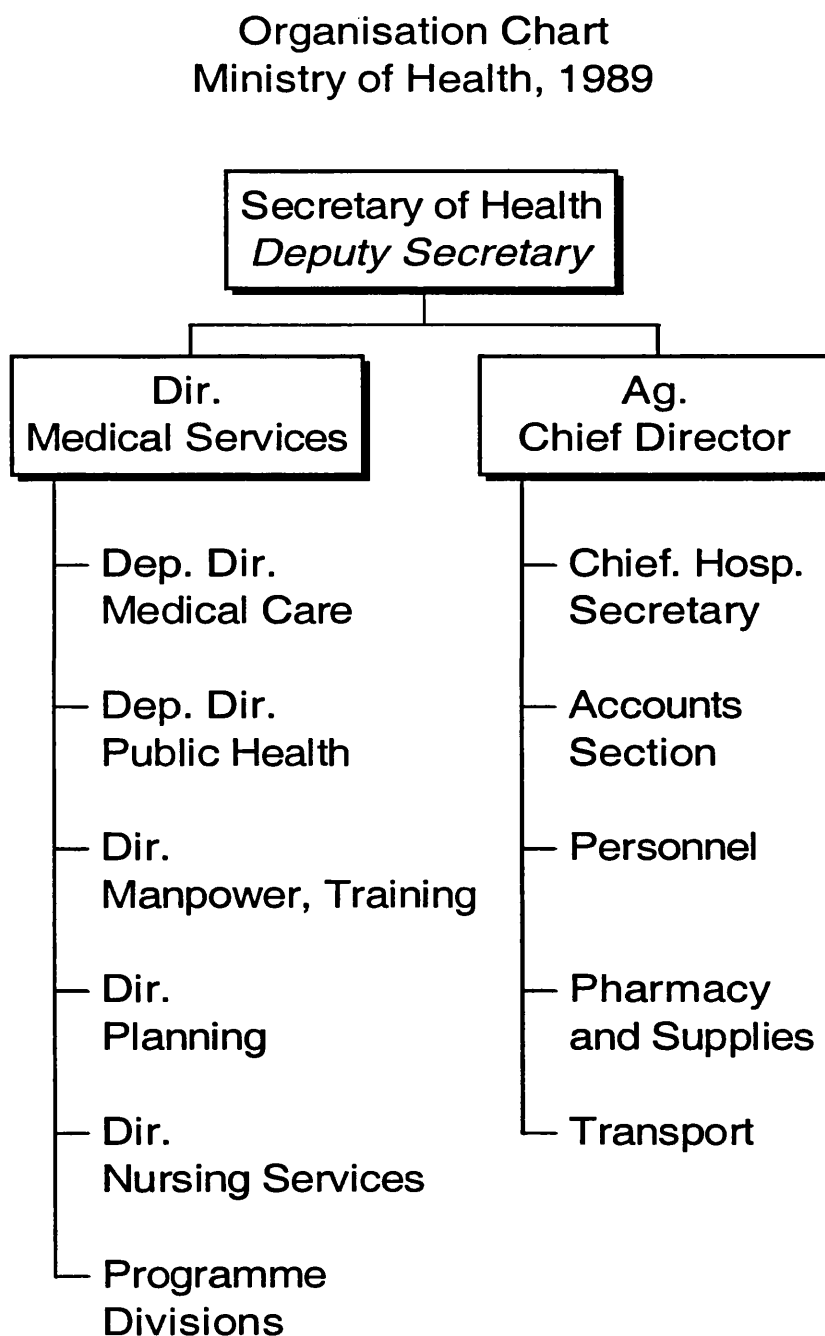 Organisation Chart
Ministry of Health, 1989
Secretary of Health
Deputy Secretary
Dir.
Medical Services
Ag.
Chief Director
Dep. Dir.
Medical Care
Dep. Dir.
Public Health
Dir.
Manpower, Training
Dir.
Planning
Dir.
Nursing Services
Programme
Divisions
Chief. Hosp.
Secretary
Accounts
Section
Personnel
Pharmacy
and Supplies
Transport